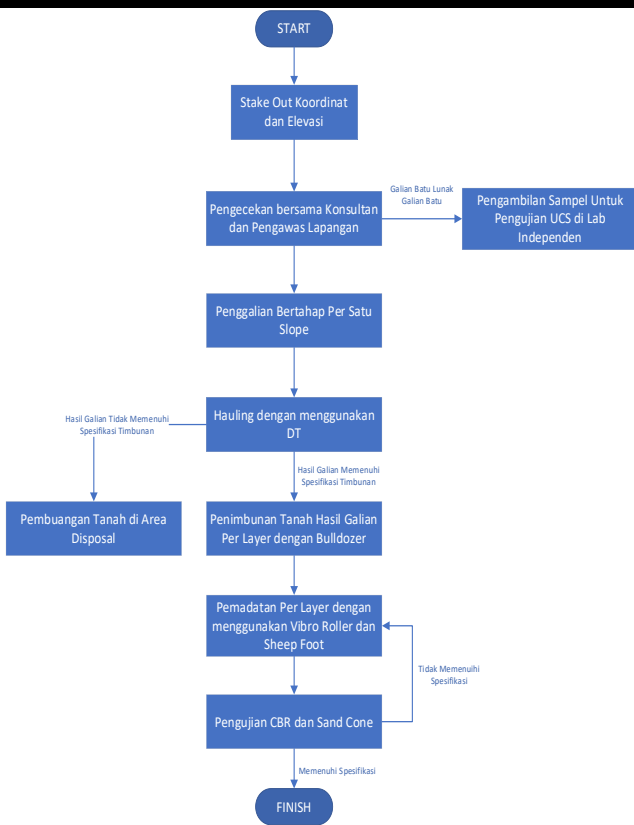 START
Stake Out Koordinat
dan Elevasi
Pengecekan bersama Konsultan
dan Pengawas Lapangan
Galian Batu Lunak
Galian Batu
Pengambilan Sampel Untuk
Pengujian UCS di Lab
Independen
Penggalian Bertahap Per Satu
Slope
Hauling dengan menggunakan
DT
Hasil Galian Tidak Memenuhi
Spesifikasi Timbunan
Hasil Galian Memenuhi
Spesifikasi Timbunan
Pembuangan Tanah di Area
Disposal
Penimbunan Tanah Hasil Galian
Per Layer dengan Bulldozer
Pemadatan Per Layer dengan
menggunakan Vibro Roller dan
Sheep Foot
Tidak Memenuihi
Spesifikasi
Pengujian CBR dan Sand Cone
Memenuhi Spesifikasi
FINISH